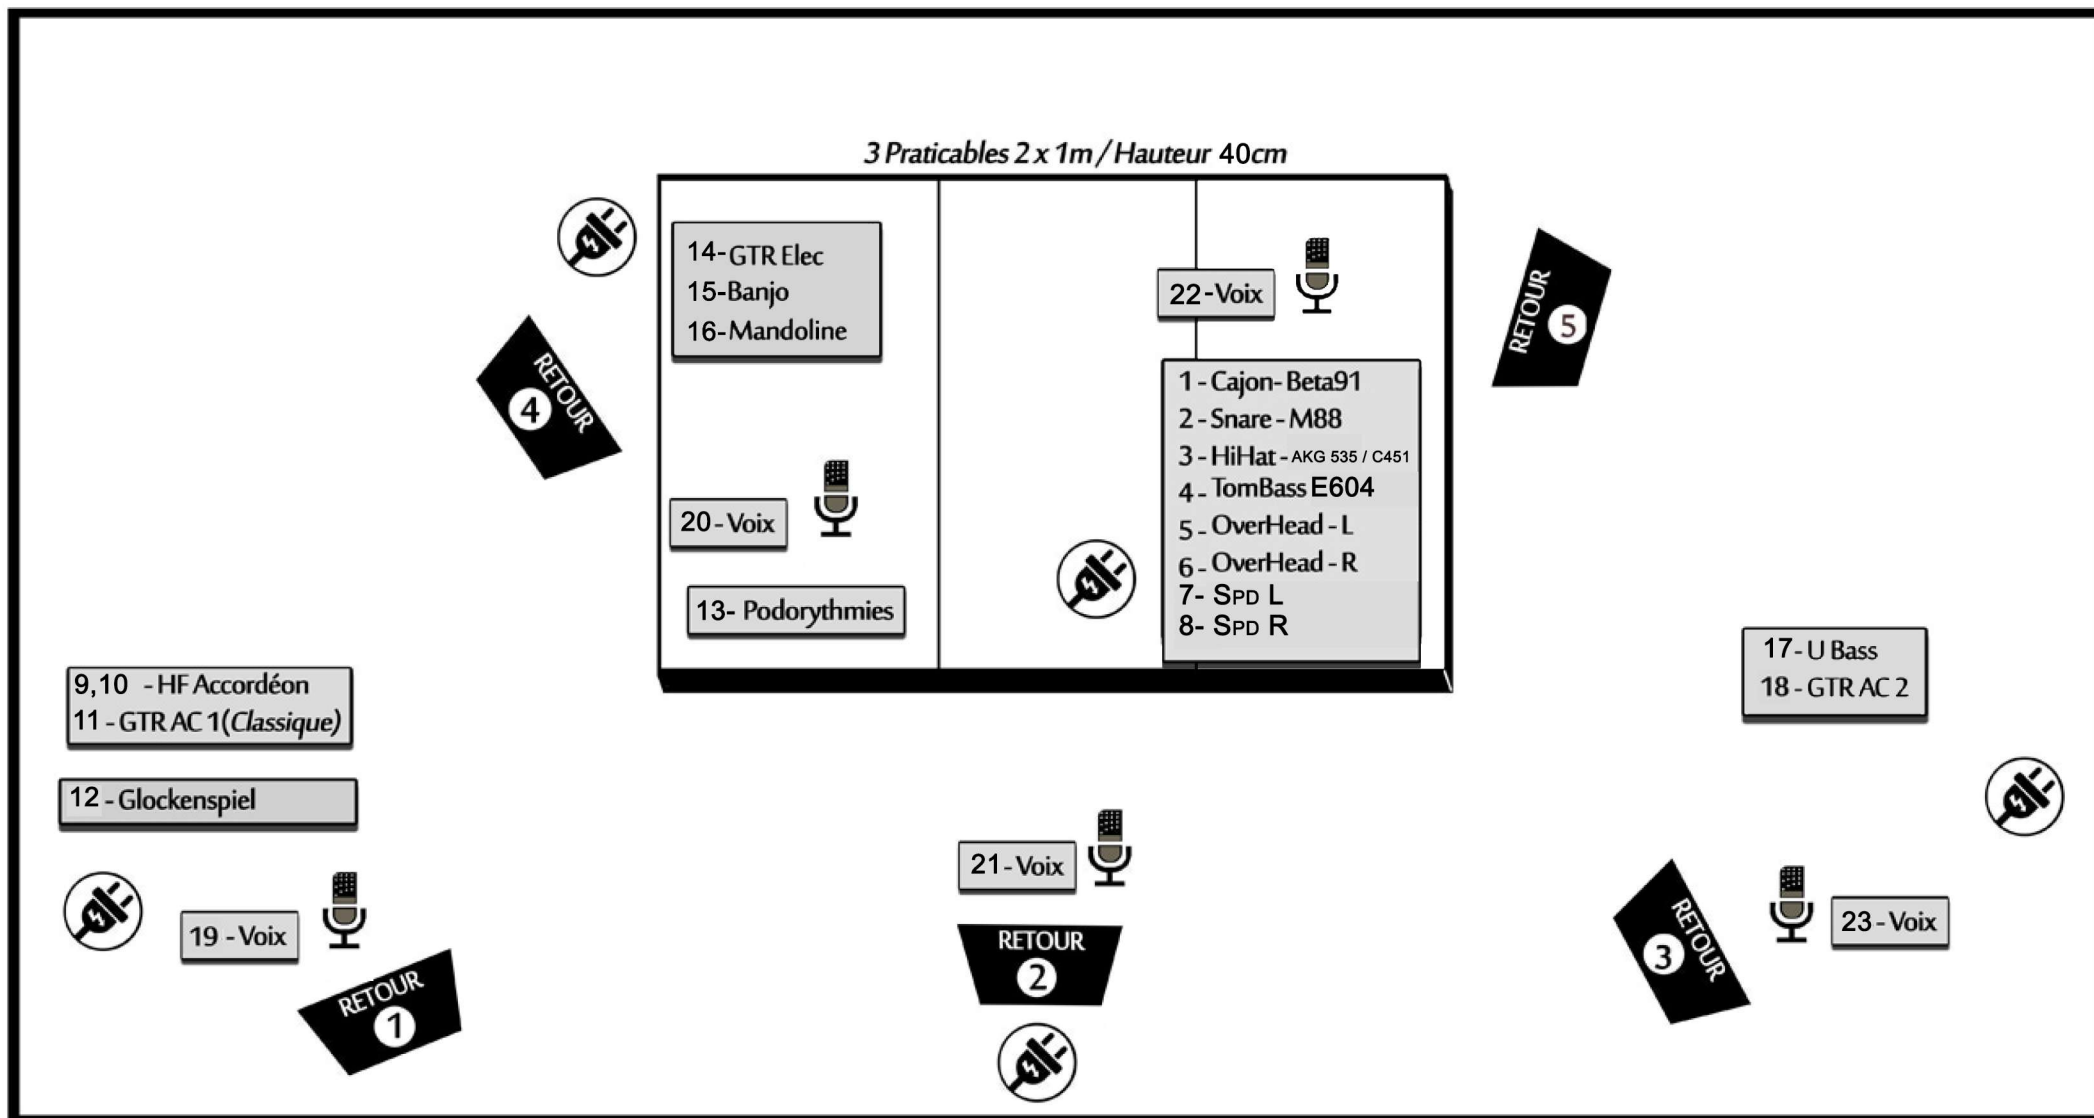 3 Praticables 2 x 1m / Hauteur 40cm
14-GTR Elec
15-Banjo
16-Mandoline
22-Voix
RETOUR
5
RETOUR
4
1-Cajon-Beta91
2-Snare-M88
3-HiHat-AKG 535 / C451
4-TomBass E604
5-OverHead-L
6-OverHead-R
7- SPD L
8- SPD R
20-Voix
13- Podorythmies
9,10 -HF Accordéon
11-GTR AC 1(Classique)
12-Glockenspiel
17-U Bass
18-GTR AC 2
19-Voix
RETOUR
1
21-Voix
RETOUR
2
RETOUR
3
23-Voix